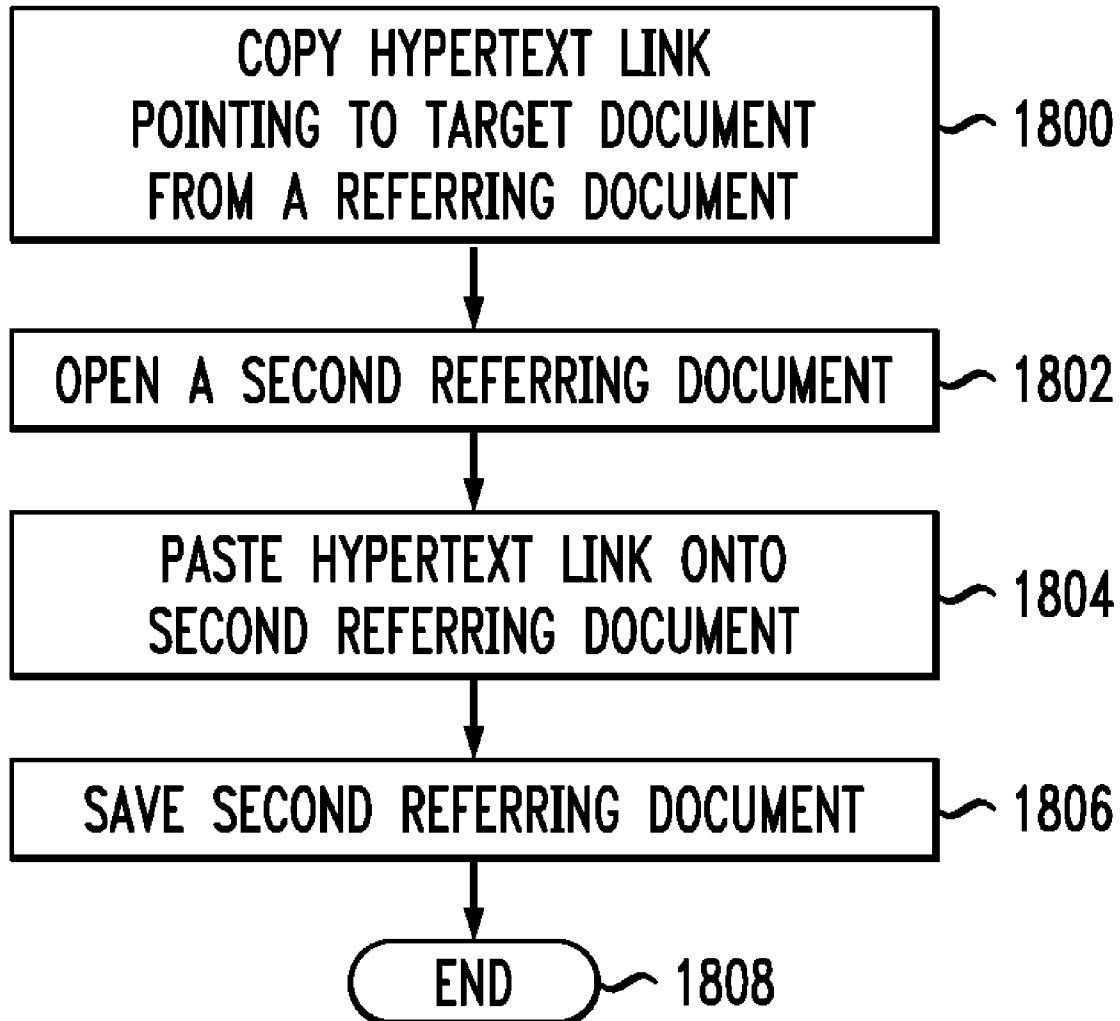 COPY HYPERTEXT LINK
POINTING TO TARGET DOCUMENT
FROM A REFERRING DOCUMENT
1800
OPEN A SECOND REFERRING DOCUMENT
1802
PASTE HYPERTEXT LINK ONTO
SECOND REFERRING DOCUMENT
1804
SAVE SECOND REFERRING DOCUMENT
1806
END
1808